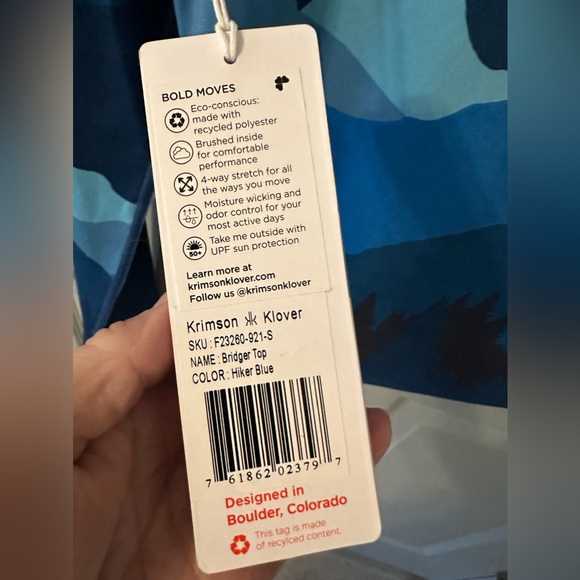 BOLD MOVES
Eco-conscious:
made with
recycled polyester
Brushed inside
for comfortable
performance
4-way stretch for all
the ways you move
Moisture wicking and
odor control for your
most active days
50+
Take me outside with
UPF sun protection
Learn more at
krimsonklover.com
Follow us @krimsonklover
Krimson kk Klover
SKU : F23260-921-S
NAME : Bridger Top
COLOR : Hiker Blue
7 61862 02379 7
Designed in
Boulder, Colorado
This tag is made
of recylced content.